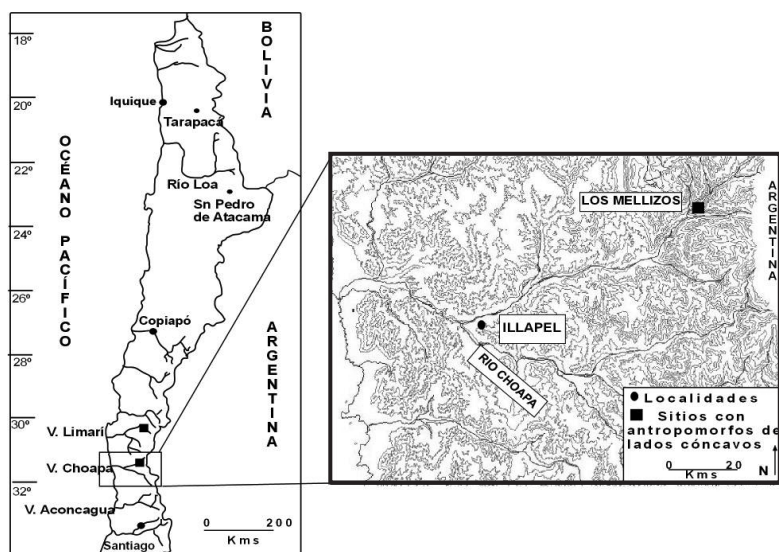 18º
20º
22º
24º
26º
28º
30º
32º
OCÉANO PACÍFICO
BOLIVIA
ARGENTINA
Iquique
Tarapacá
Río Loa
Sn Pedro
de Atacama
Copiapó
V. Limarí
V. Choapa
V. Aconcagua
Santiago
0 200
Kms
LOS MELLIZOS
ARGENTINA
ILLAPEL
RIO CHOAPA
Localidades
Sitios con
antropomorfos de
lados cóncavos
0 20
Kms
N